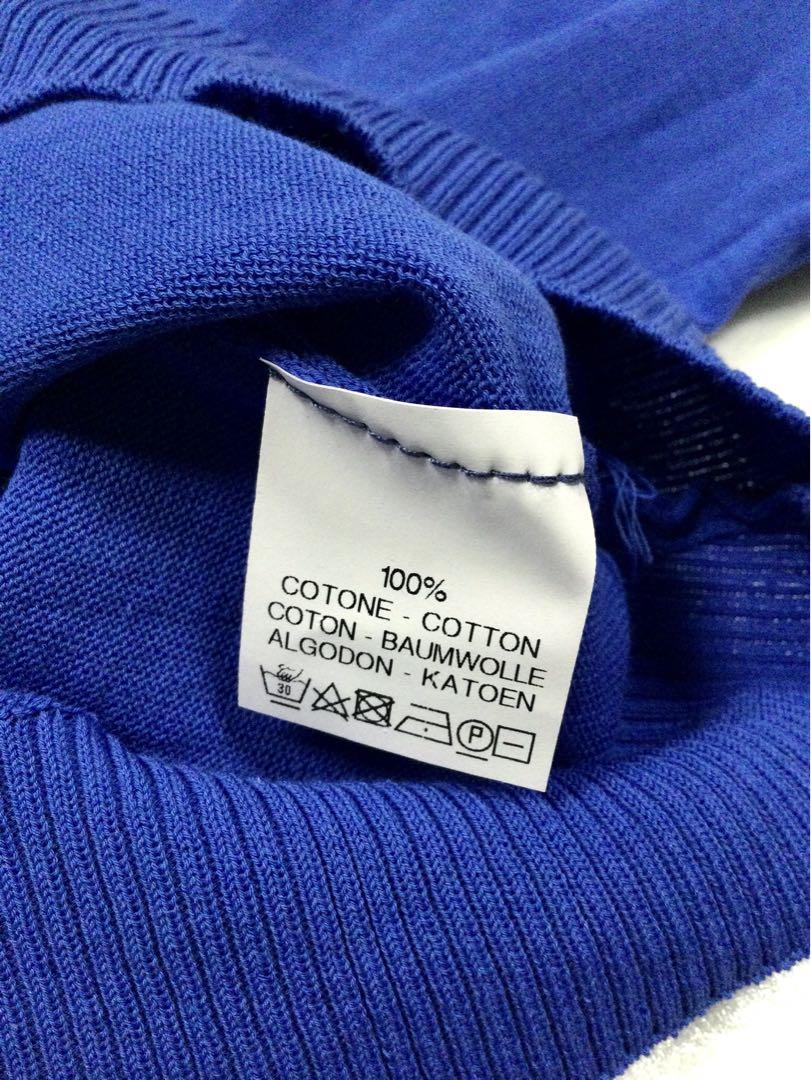 100%
COTONE - COTTON
COTON - BAUMWOLLE
ALGODON - KATOEN
30 P